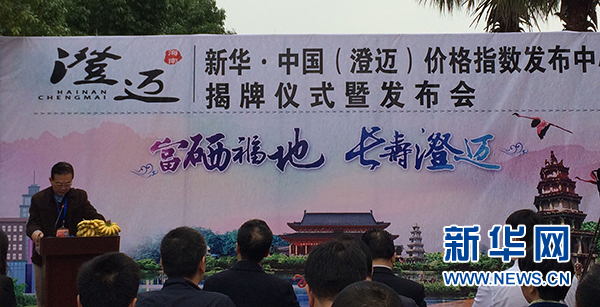 澄迈
海南
HAINAN
CHENGMAI
新华·中国（澄迈）价格指数发布中心
揭牌仪式暨发布会
富硒福地 长寿澄迈
新华网
www.news.cn